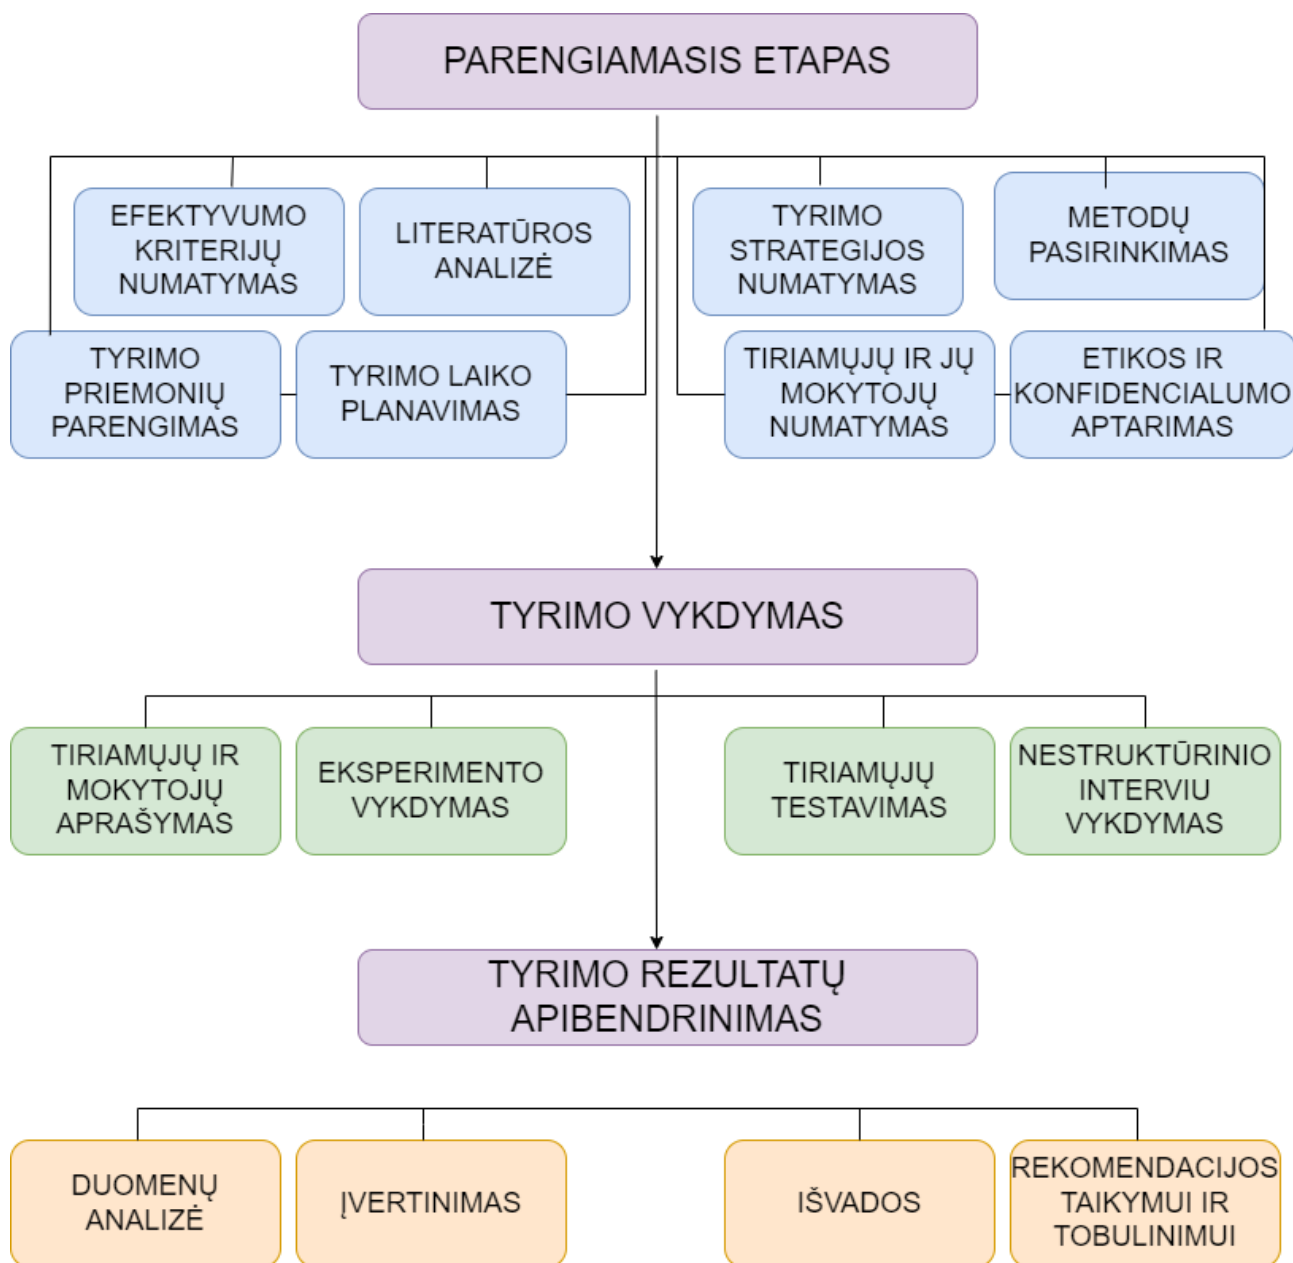 PARENGIAMASIS ETAPAS
EFEKTYVUMO
KRITERIJŲ
NUMATYMAS
LITERATŪROS
ANALIZĖ
TYRIMO
STRATEGIJOS
NUMATYMAS
METODŲ
PASIRINKIMAS
TYRIMO
PRIEMONIŲ
PARENGIMAS
TYRIMO LAIKO
PLANAVIMAS
TIRIAMŲJŲ IR JŲ
MOKYTOJŲ
NUMATYMAS
ETIKOS IR
KONFIDENCIALUMO
APTARIMAS
TYRIMO VYKDYMAS
TIRIAMŲJŲ IR
MOKYTOJŲ
APRAŠYMAS
EKSPERIMENTO
VYKDYMAS
TIRIAMŲJŲ
TESTAVIMAS
NESTRUKTŪRINIO
INTERVIU
VYKDYMAS
TYRIMO REZULTATŲ
APIBENDRINIMAS
DUOMENŲ
ANALIZĖ
ĮVERTINIMAS
IŠVADOS
REKOMENDACIJOS
TAIKYMUI IR
TOBULINIMUI